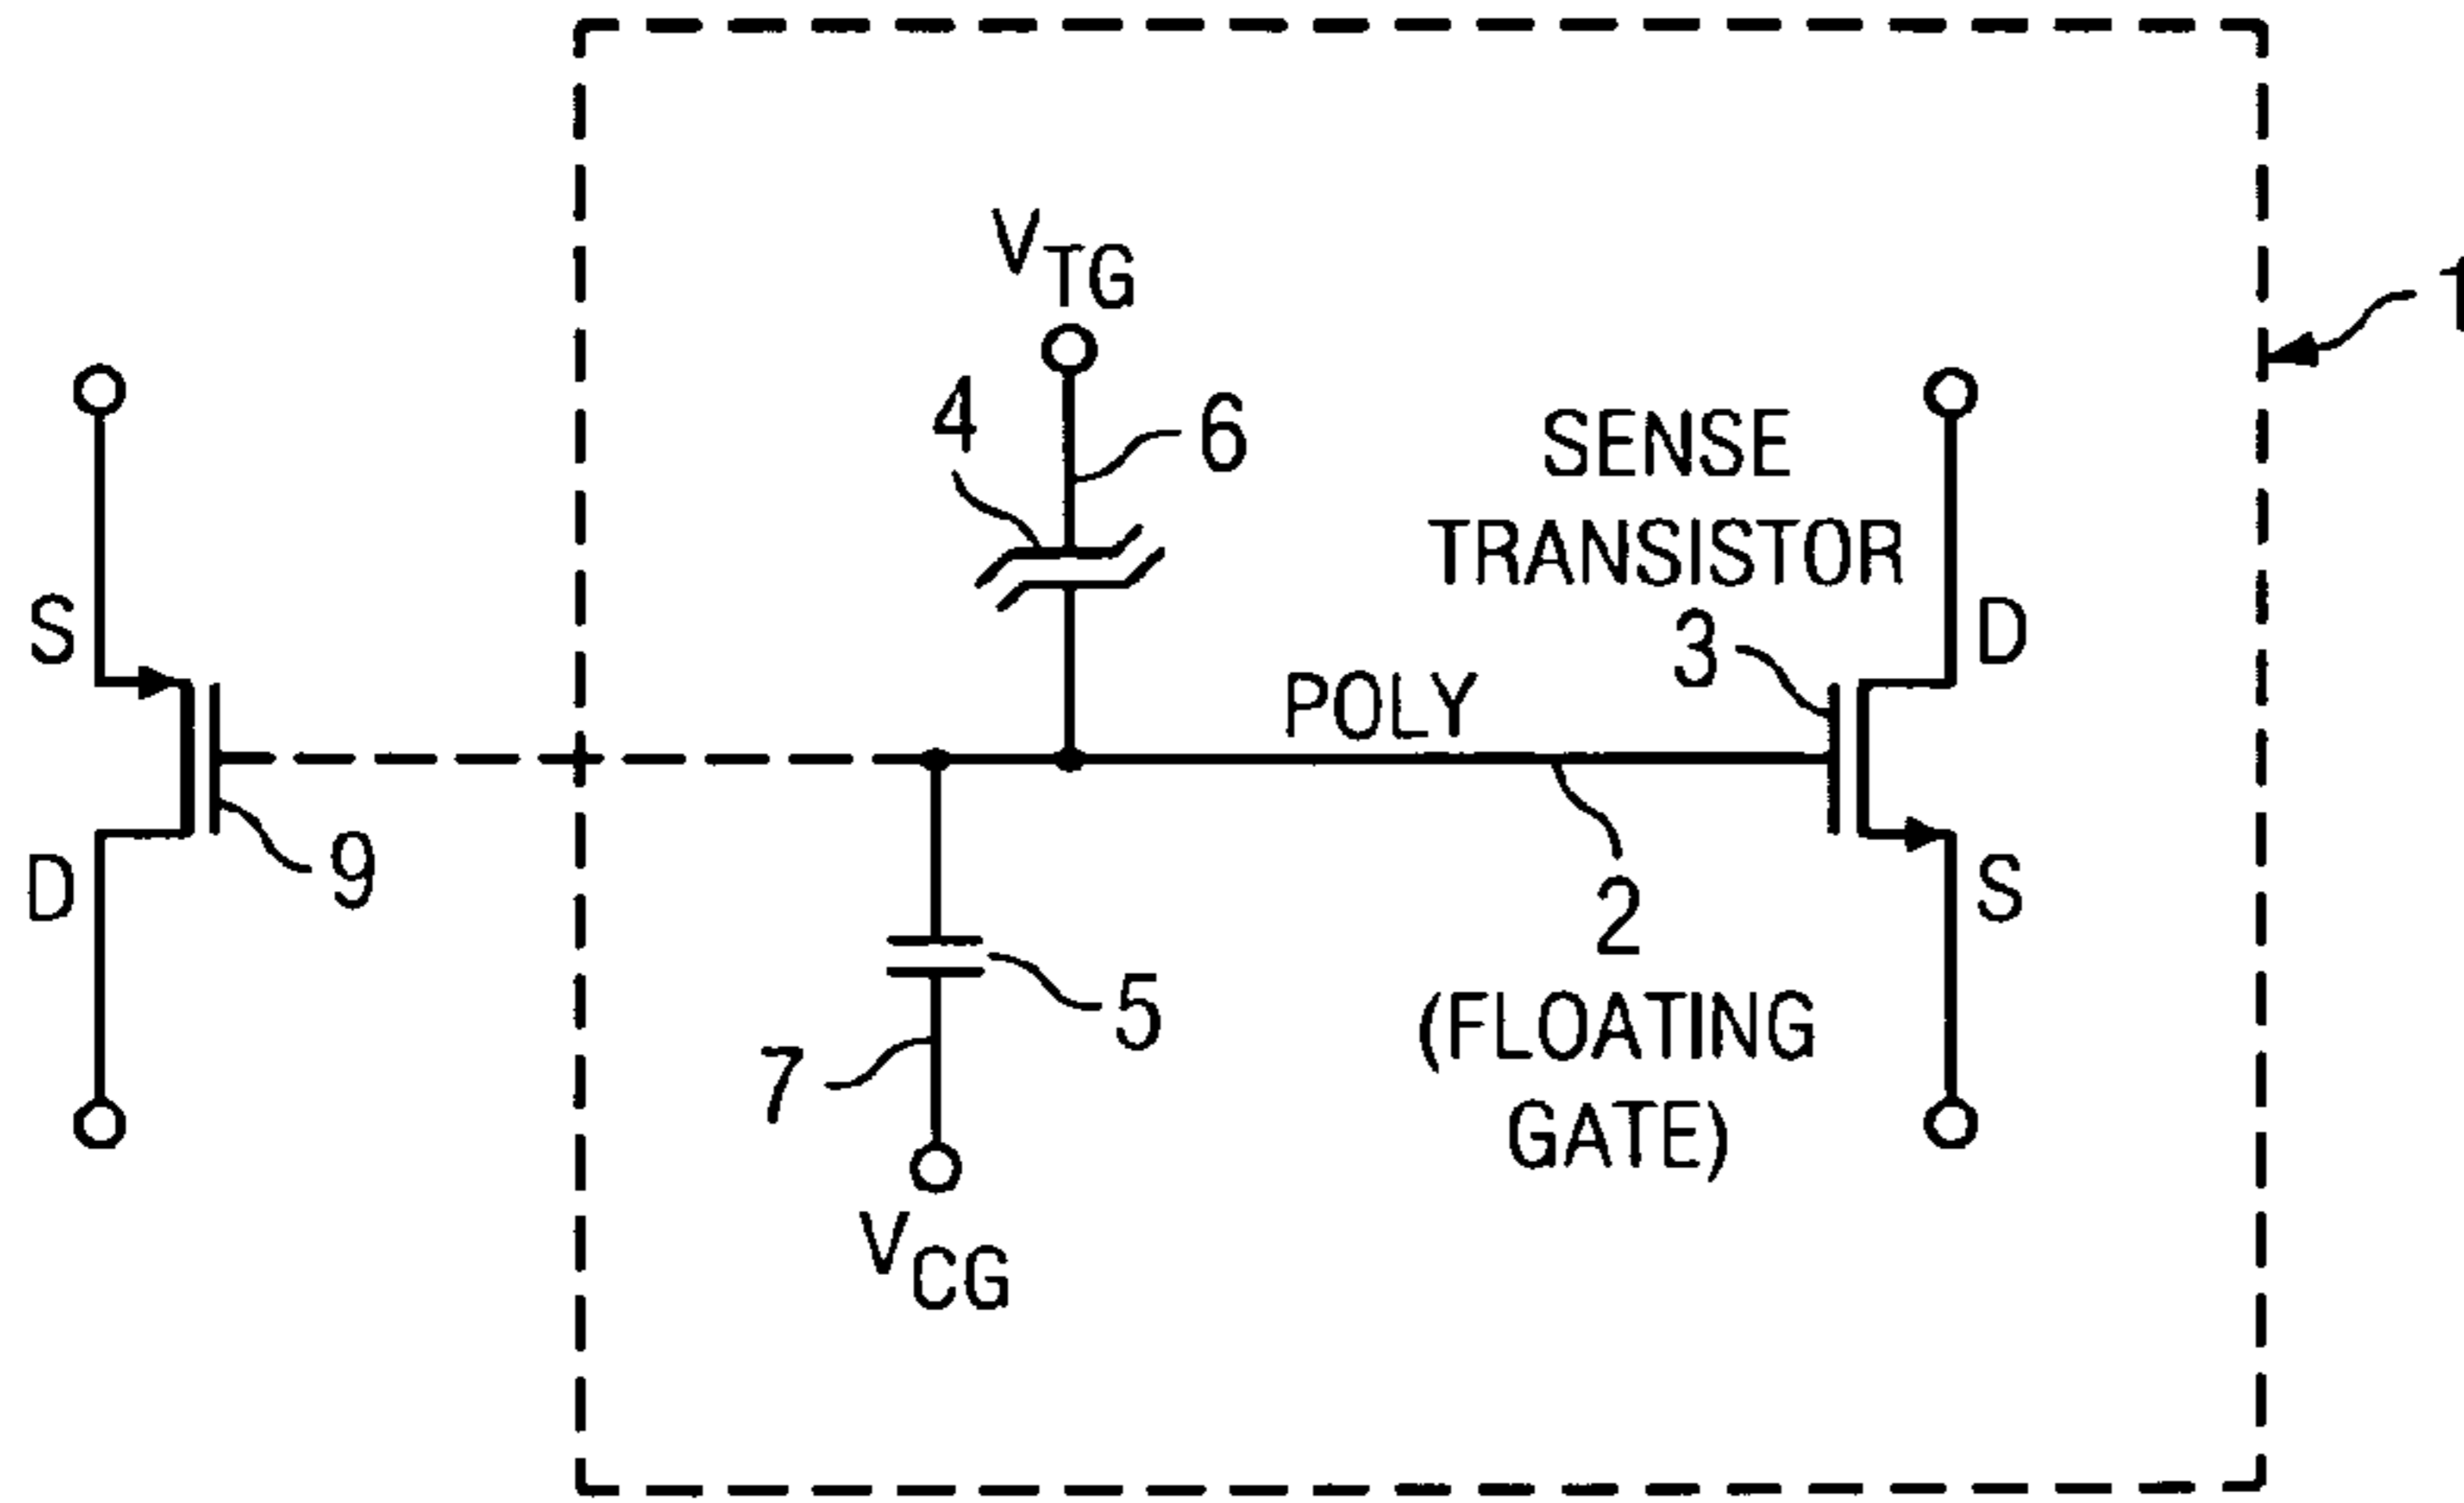 V_TG
1
4
6
SENSE
TRANSISTOR
S
D
3
POLY
9
D
2
S
5
(FLOATING
7
GATE)
V_CG